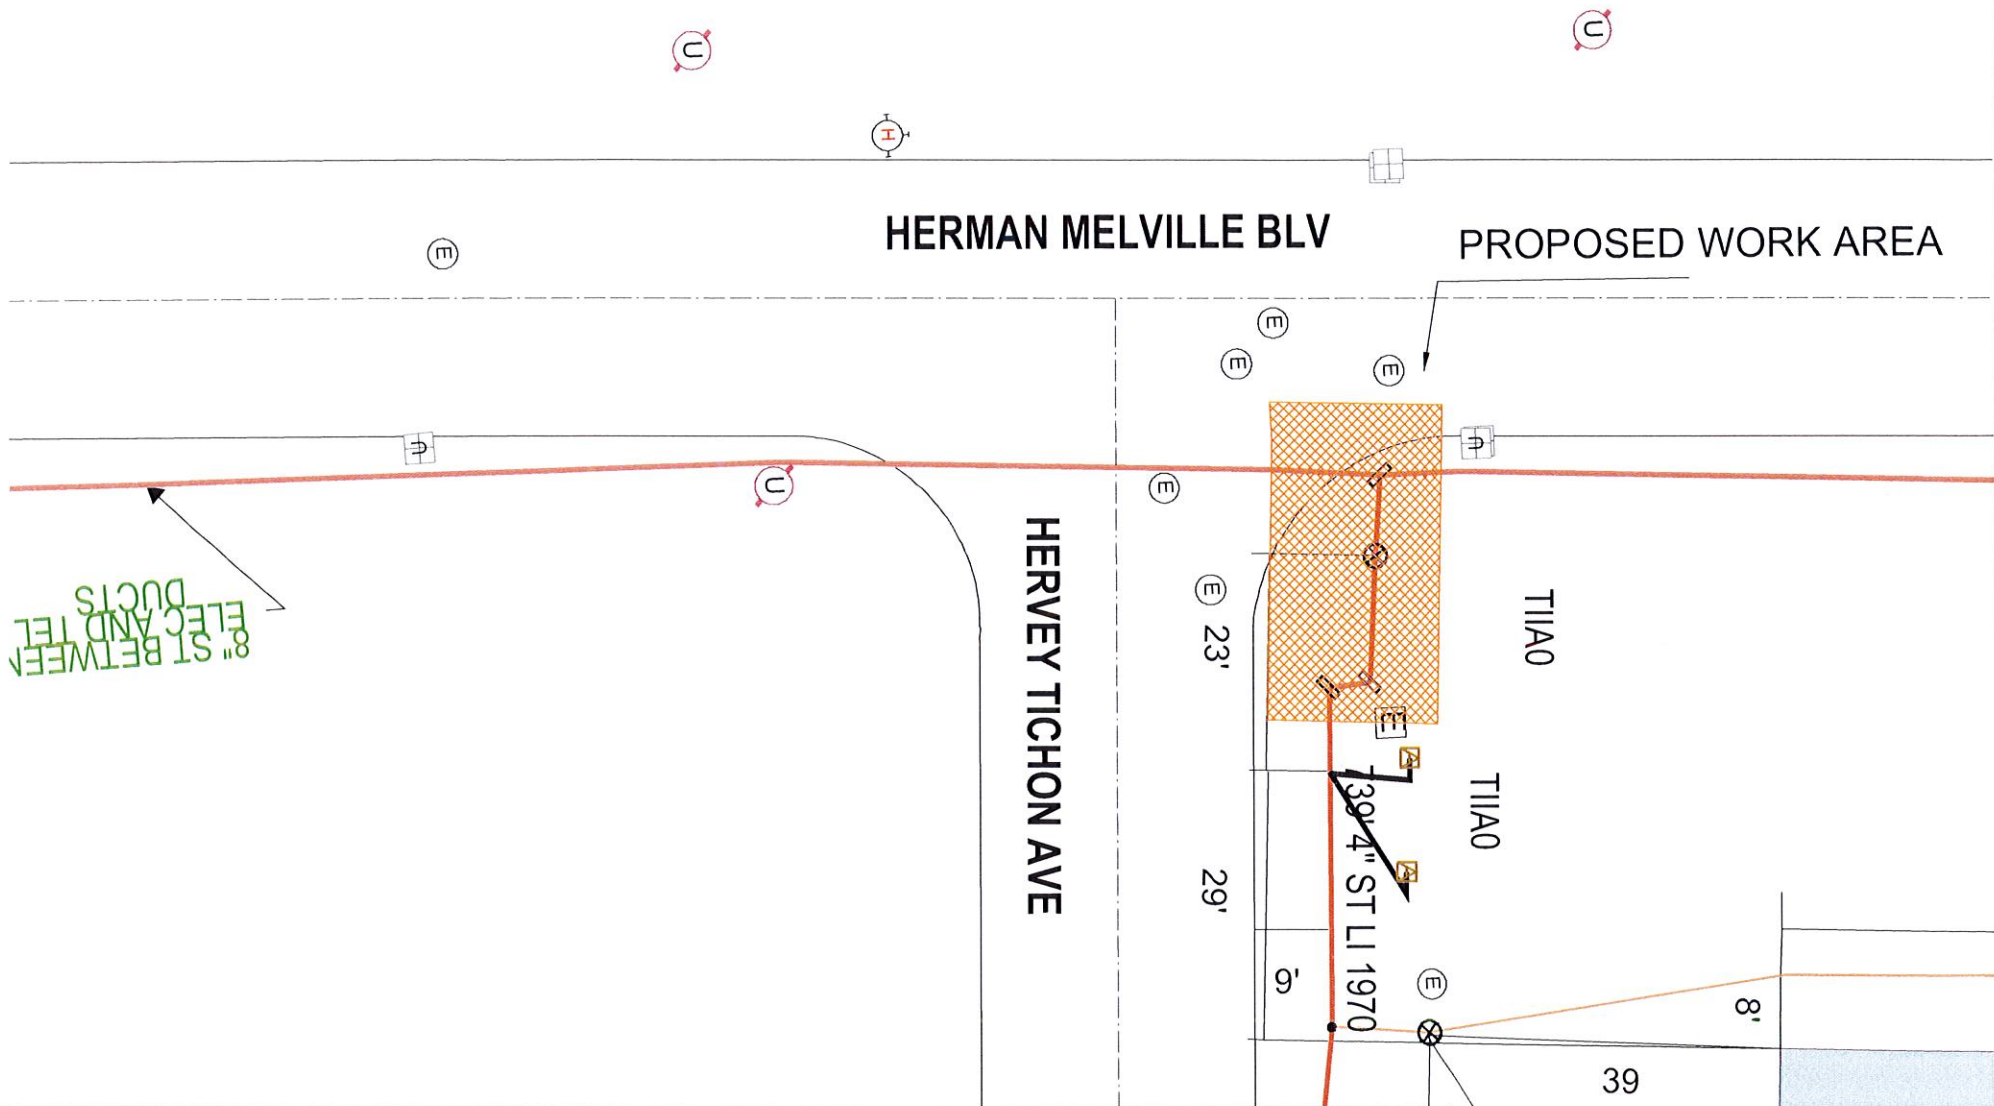 U
U
H
HERMAN MELVILLE BLV
PROPOSED WORK AREA
E
E
E
E
U
U
U
E
HERVEY TICHON AVE
8" ST BETWEEN
ELEC AND TEL
DUCTS
E
23'
TIIA0
E
A
TIIA0
739' 4" ST LI 1970
A
29'
9'
E
8'
39